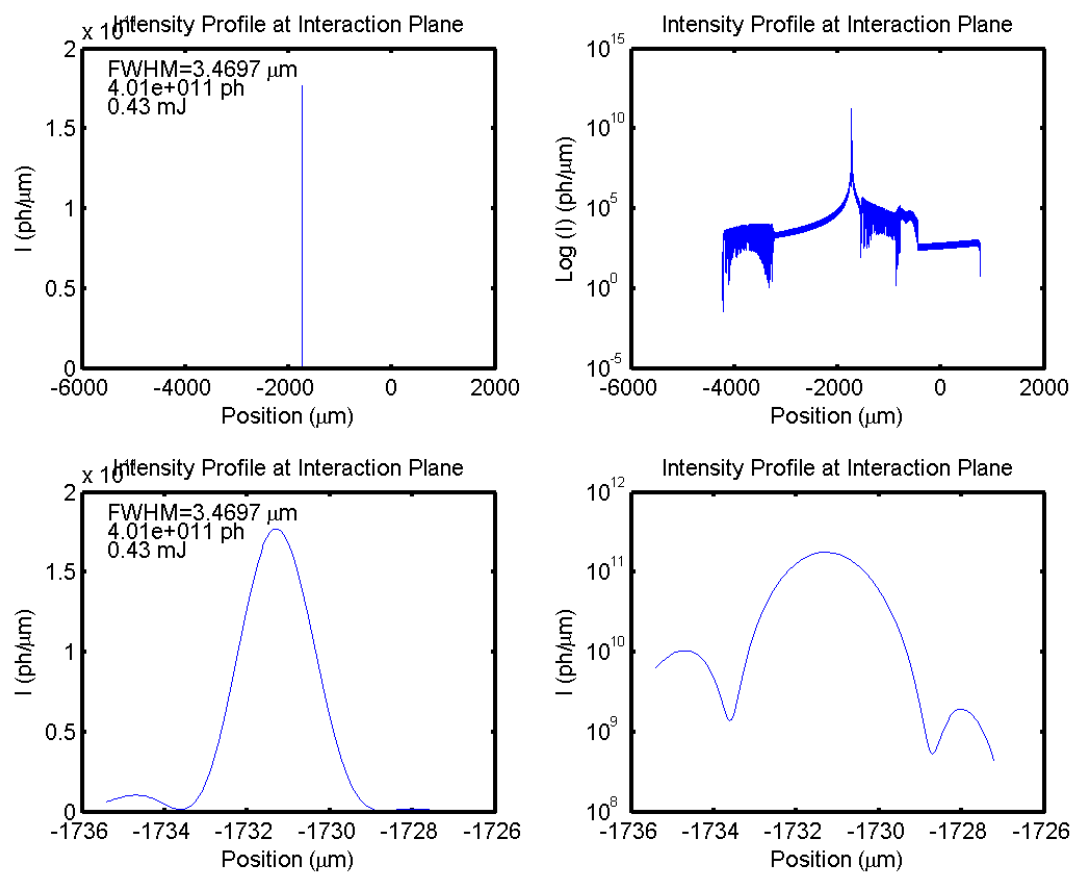 Intensity Profile at Interaction Plane
x 10
2
1.5
1
0.5
0
I (ph/μm)
FWHM=3.4697 μm
4.01e+011 ph
0.43 mJ
-6000 -4000 -2000 0 2000
Position (μm)
Intensity Profile at Interaction Plane
10^15
10^10
10^5
10^0
10^-5
Log (I) (ph/μm)
-6000 -4000 -2000 0 2000
Position (μm)
Intensity Profile at Interaction Plane
x 10
2
1.5
1
0.5
0
I (ph/μm)
FWHM=3.4697 μm
4.01e+011 ph
0.43 mJ
-1736 -1734 -1732 -1730 -1728 -1726
Position (μm)
Intensity Profile at Interaction Plane
10^12
10^11
10^10
10^9
10^8
I (ph/μm)
-1736 -1734 -1732 -1730 -1728 -1726
Position (μm)